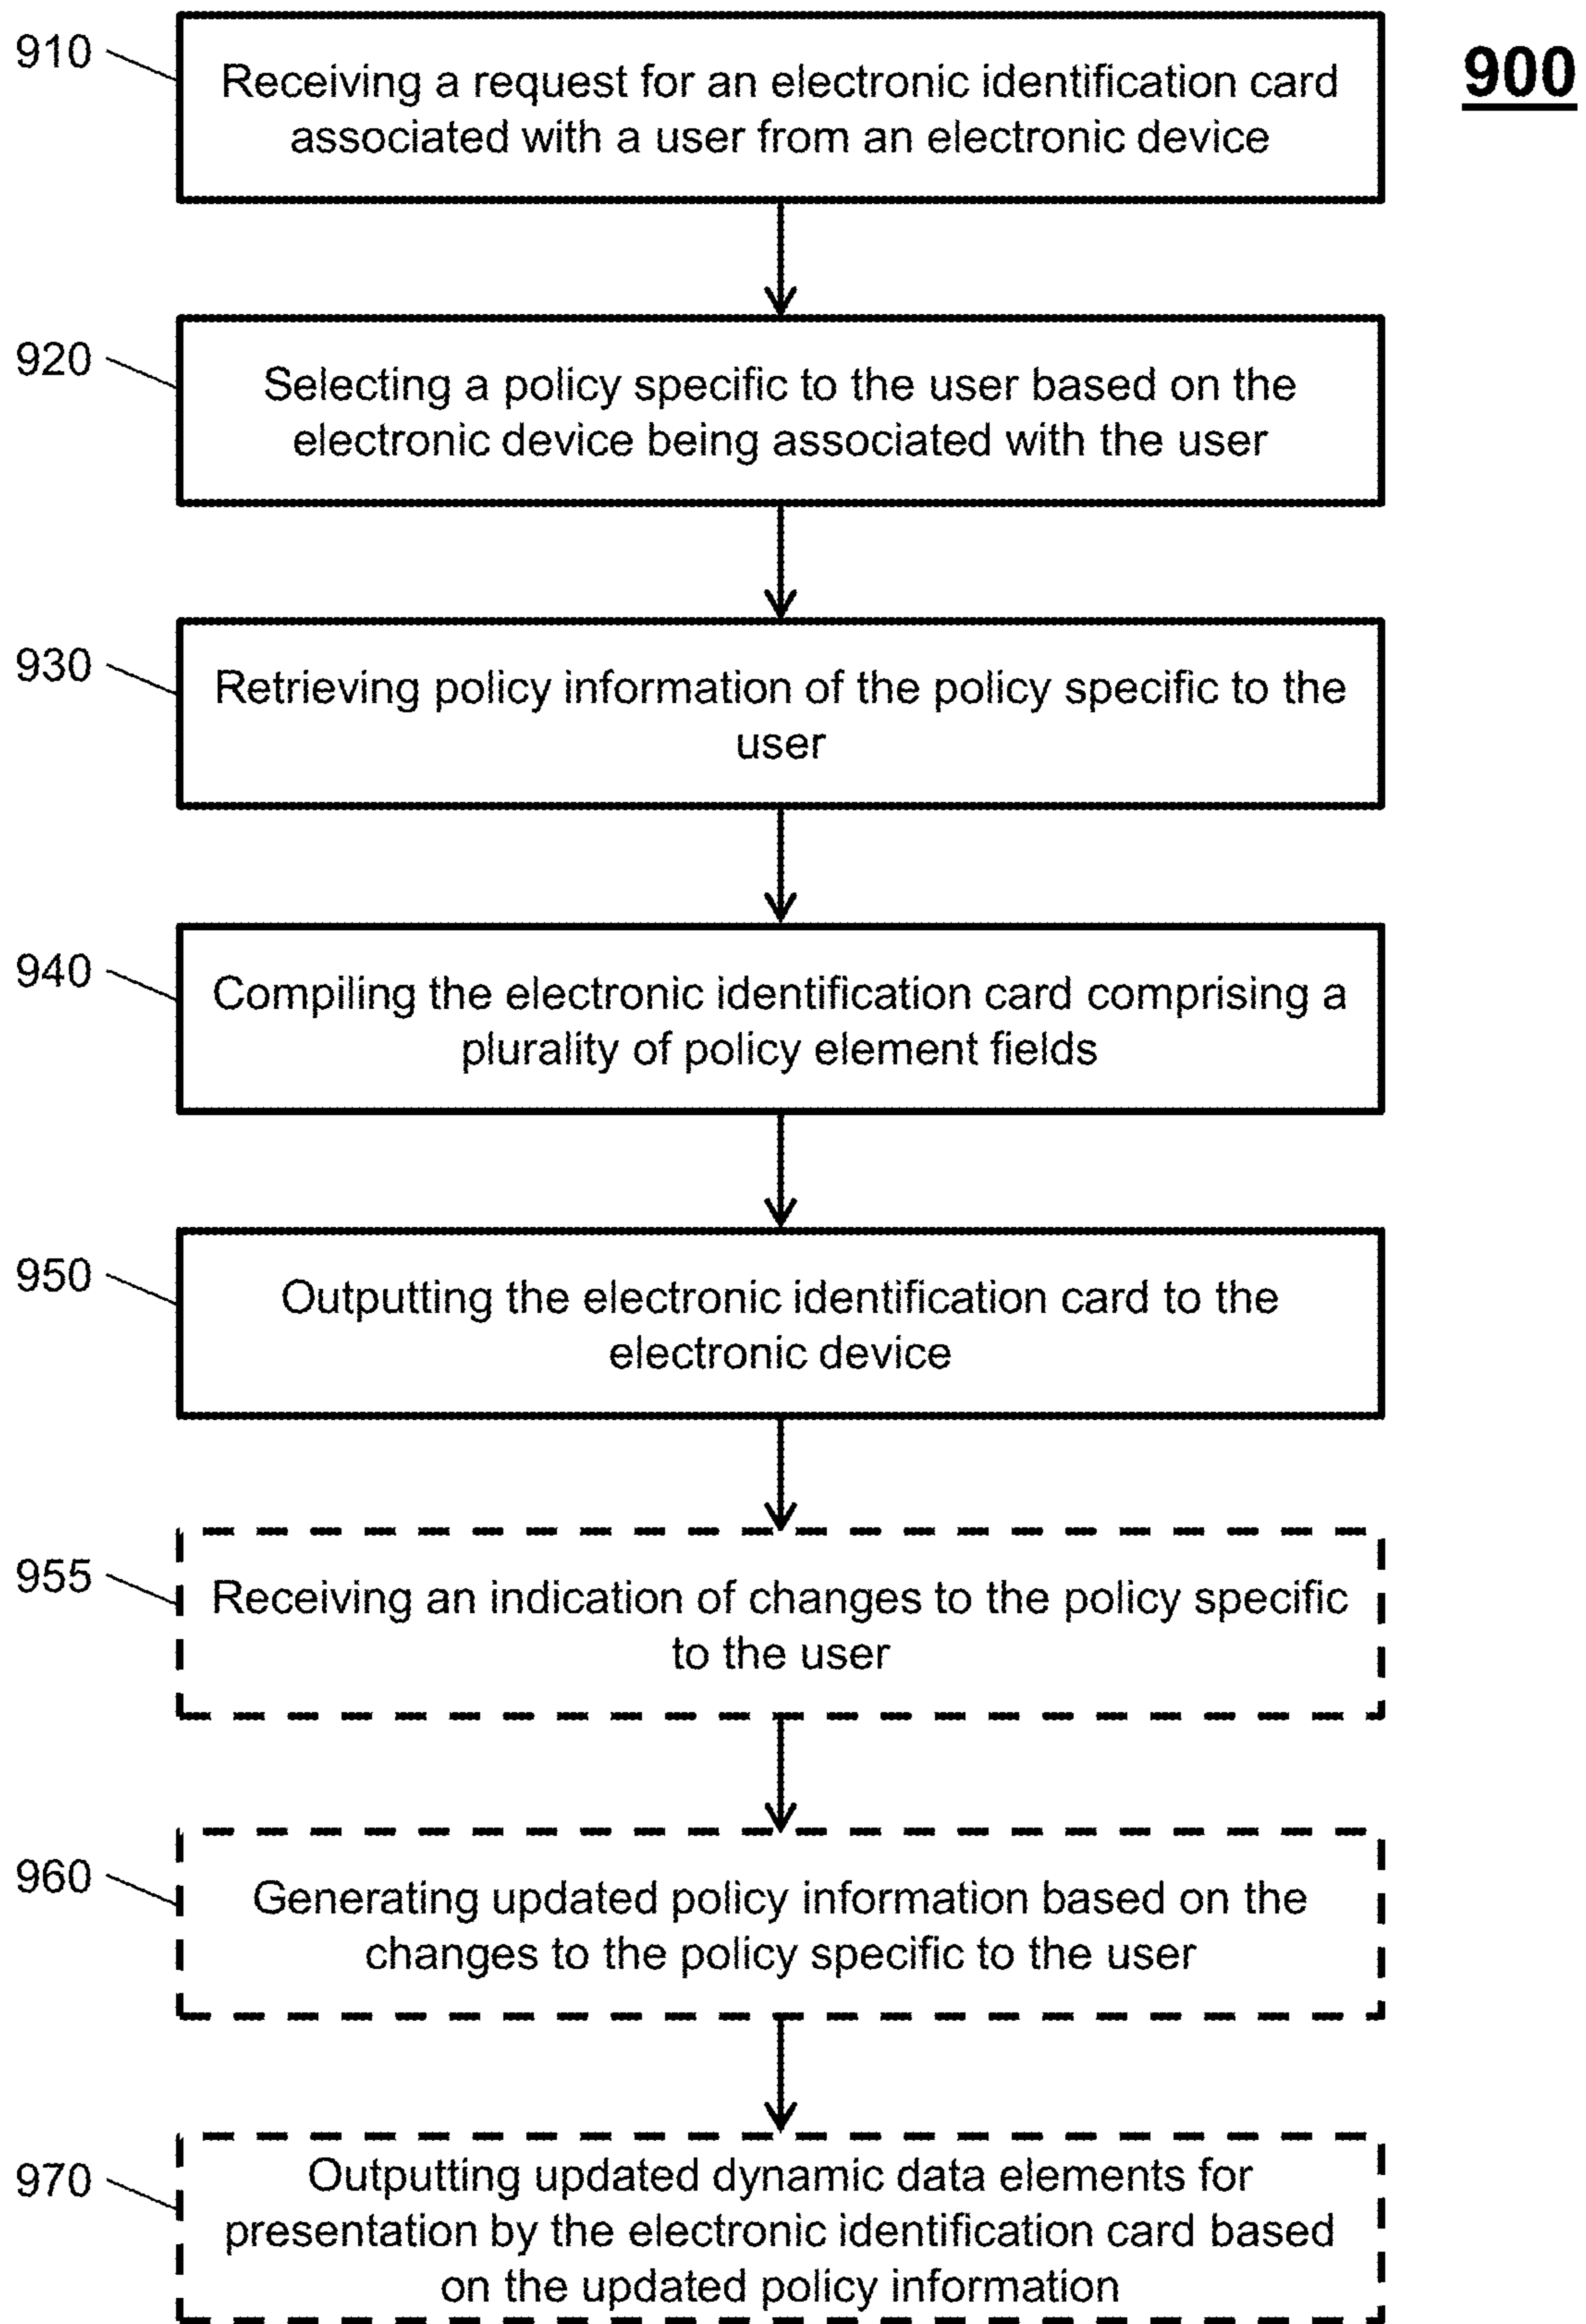 900
910
Receiving a request for an electronic identification card
associated with a user from an electronic device
920
Selecting a policy specific to the user based on the
electronic device being associated with the user
930
Retrieving policy information of the policy specific to the
user
940
Compiling the electronic identification card comprising a
plurality of policy element fields
950
Outputting the electronic identification card to the
electronic device
955
Receiving an indication of changes to the policy specific
to the user
960
Generating updated policy information based on the
changes to the policy specific to the user
970
Outputting updated dynamic data elements for
presentation by the electronic identification card based
on the updated policy information